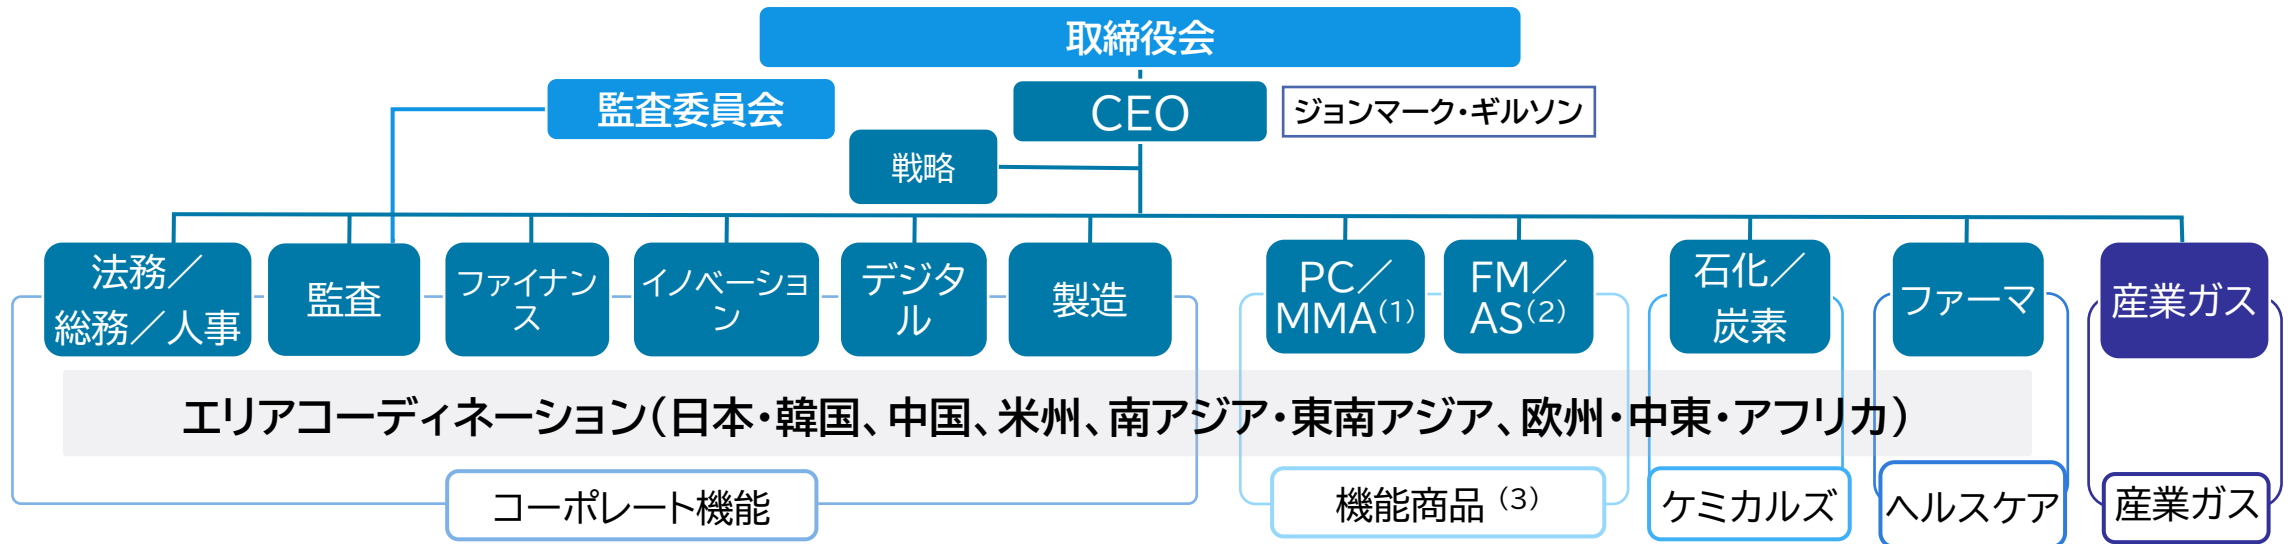 取締役会
監査委員会
CEO
ジョンマーク・ギルソン
戦略
法務／
総務／人事
監査
ファイナン
ス
イノベーショ
ン
デジタ
ル
製造
PC／
MMA(1)
FM／
AS(2)
石化／
炭素
ファーマ
産業ガス
エリアコーディネーション(日本・韓国、中国、米州、南アジア・東南アジア、欧州・中東・アフリカ)
コーポレート機能
機能商品 (3)
ケミカルズ
ヘルスケア
産業ガス